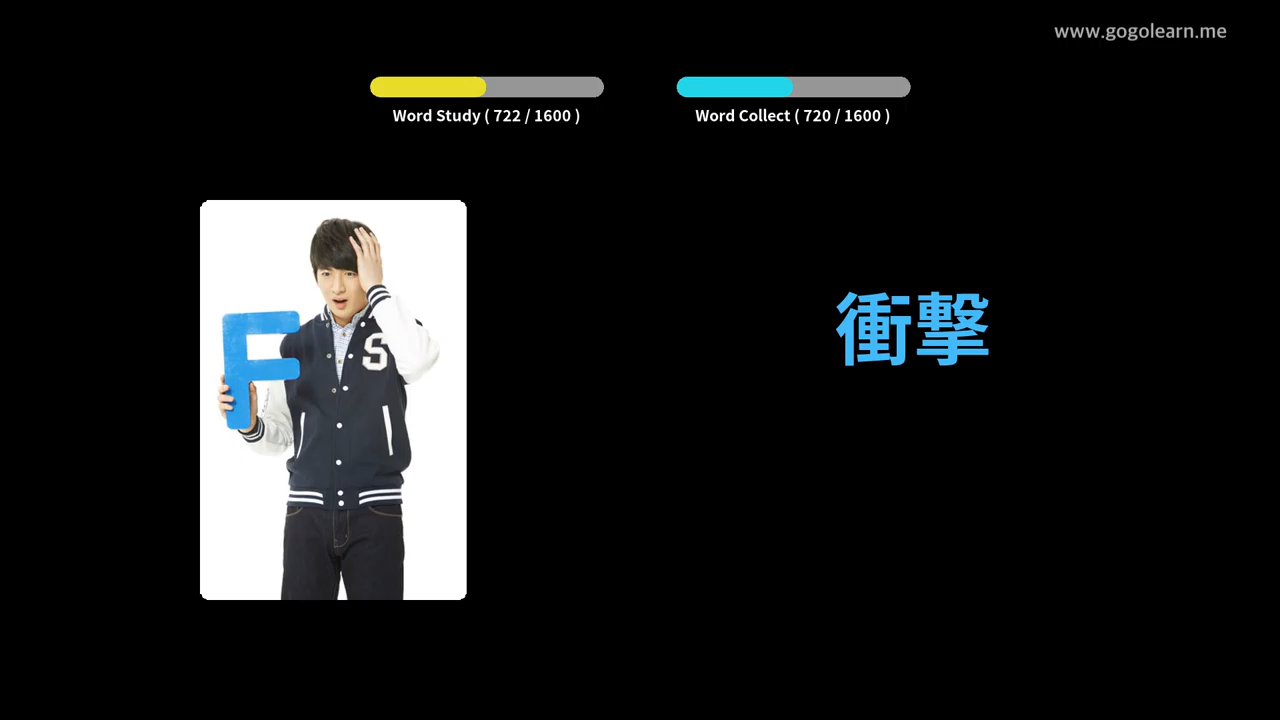 www.gogolearn.me
Word Study ( 722 / 1600 )
Word Collect ( 720 / 1600 )
F
S
衝撃